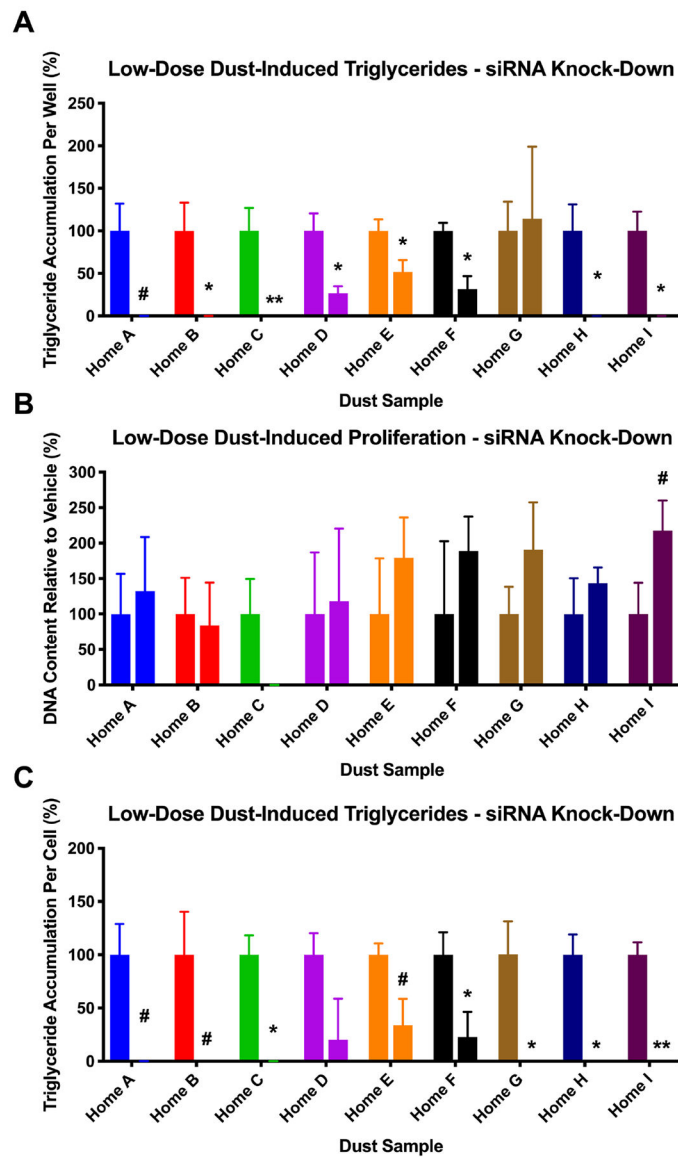 A
Low-Dose Dust-Induced Triglycerides - siRNA Knock-Down
Triglyceride Accumulation Per Well (%)
250
200
150
100
50
0
# * ** * * * * *
Home A Home B Home C Home D Home E Home F Home G Home H Home I
Dust Sample
B
Low-Dose Dust-Induced Proliferation - siRNA Knock-Down
DNA Content Relative to Vehicle (%)
300
250
200
150
100
50
0
#
Home A Home B Home C Home D Home E Home F Home G Home H Home I
Dust Sample
C
Low-Dose Dust-Induced Triglycerides - siRNA Knock-Down
Triglyceride Accumulation Per Cell (%)
200
150
100
50
0
# # * # * * * **
Home A Home B Home C Home D Home E Home F Home G Home H Home I
Dust Sample